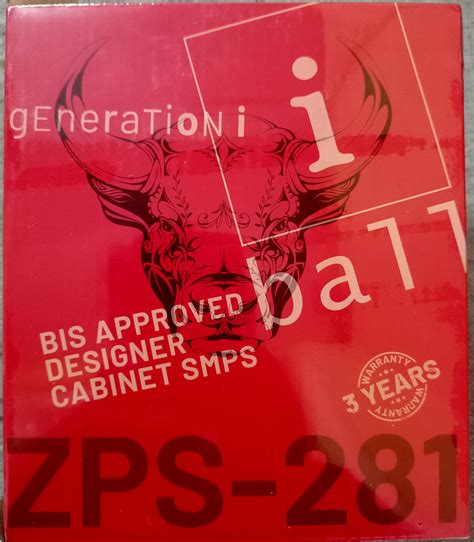 gEneraTioN i
i
ball
BIS APPROVED
DESIGNER
CABINET SMPS
WARRANTY
3 YEARS
WARRANTY
ZPS-281